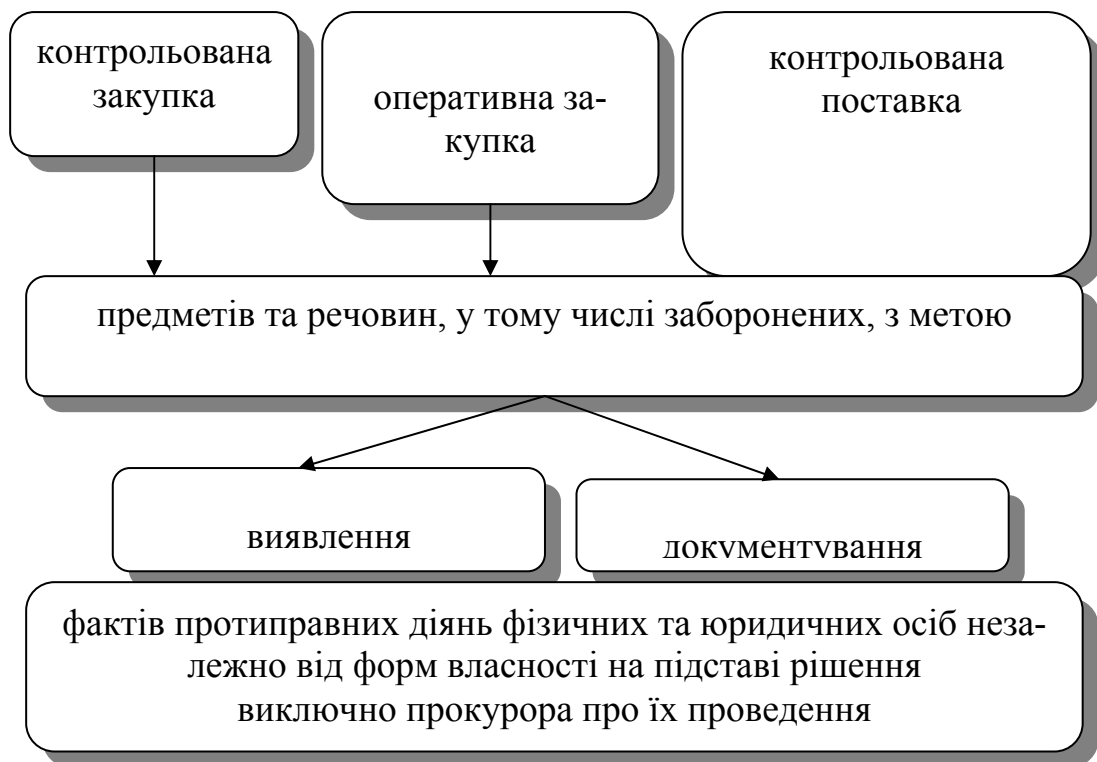 контрольована
закупка
оперативна за-
купка
контрольована
поставка
предметів та речовин, у тому числі заборонених, з метою
виявлення
документування
фактів протиправних діянь фізичних та юридичних осіб неза-
лежно від форм власності на підставі рішення
виключно прокурора про їх проведення